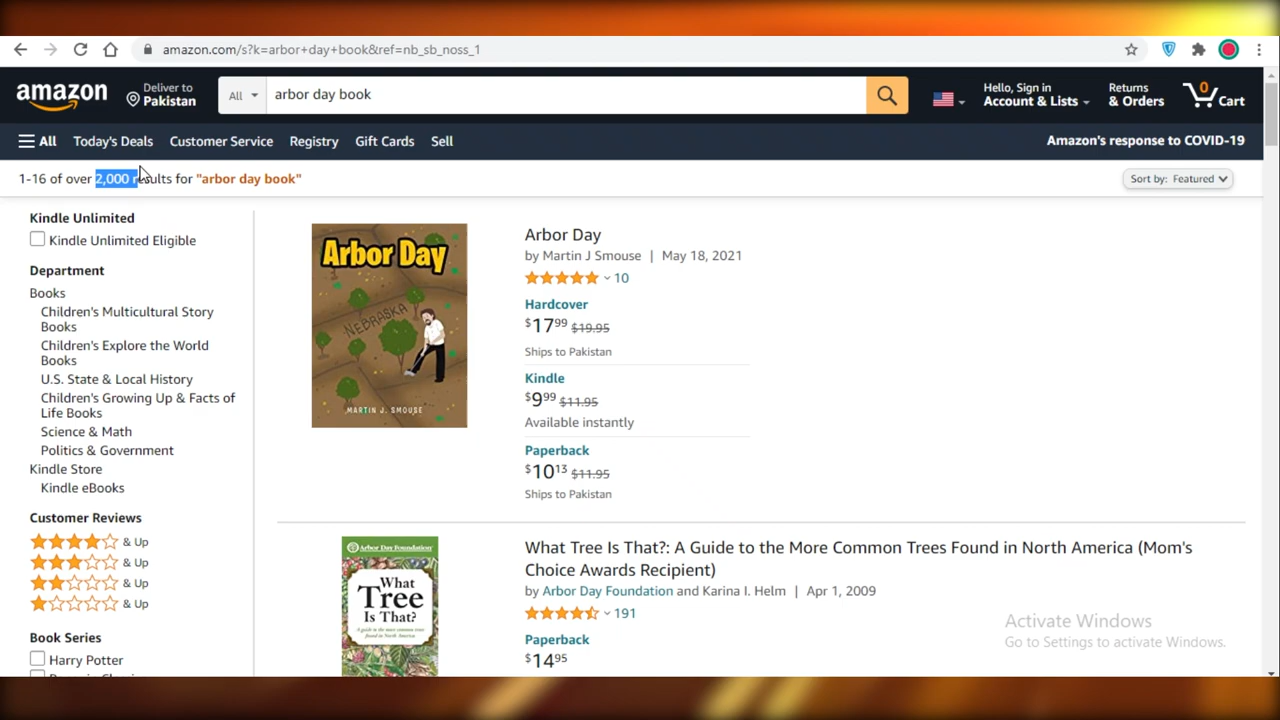 amazon.com/s?k=arbor+day+book&ref=nb_sb_noss_1
amazon
Deliver to
Pakistan
All
arbor day book
Hello, Sign in
Account & Lists
Returns
& Orders
0
Cart
All
Today's Deals
Customer Service
Registry
Gift Cards
Sell
Amazon's response to COVID-19
1-16 of over 2,000 results for "arbor day book"
Sort by: Featured
Kindle Unlimited
Kindle Unlimited Eligible
Department
Books
Children's Multicultural Story
Books
Children's Explore the World
Books
U.S. State & Local History
Children's Growing Up & Facts of
Life Books
Science & Math
Politics & Government
Kindle Store
Kindle eBooks
Customer Reviews
& Up
& Up
& Up
& Up
Book Series
Harry Potter
Arbor Day
NEBRASKA
MARTIN J. SMOUSE
Arbor Day
by Martin J Smouse | May 18, 2021
10
Hardcover
$17 99 $19.95
Ships to Pakistan
Kindle
$9 99 $11.95
Available instantly
Paperback
$10 13 $11.95
Ships to Pakistan
Arbor Day Foundation
What
Tree
Is That?
What Tree Is That?: A Guide to the More Common Trees Found in North America (Mom's
Choice Awards Recipient)
by Arbor Day Foundation and Karina I. Helm | Apr 1, 2009
191
Paperback
$14 95
Activate Windows
Go to Settings to activate Windows.